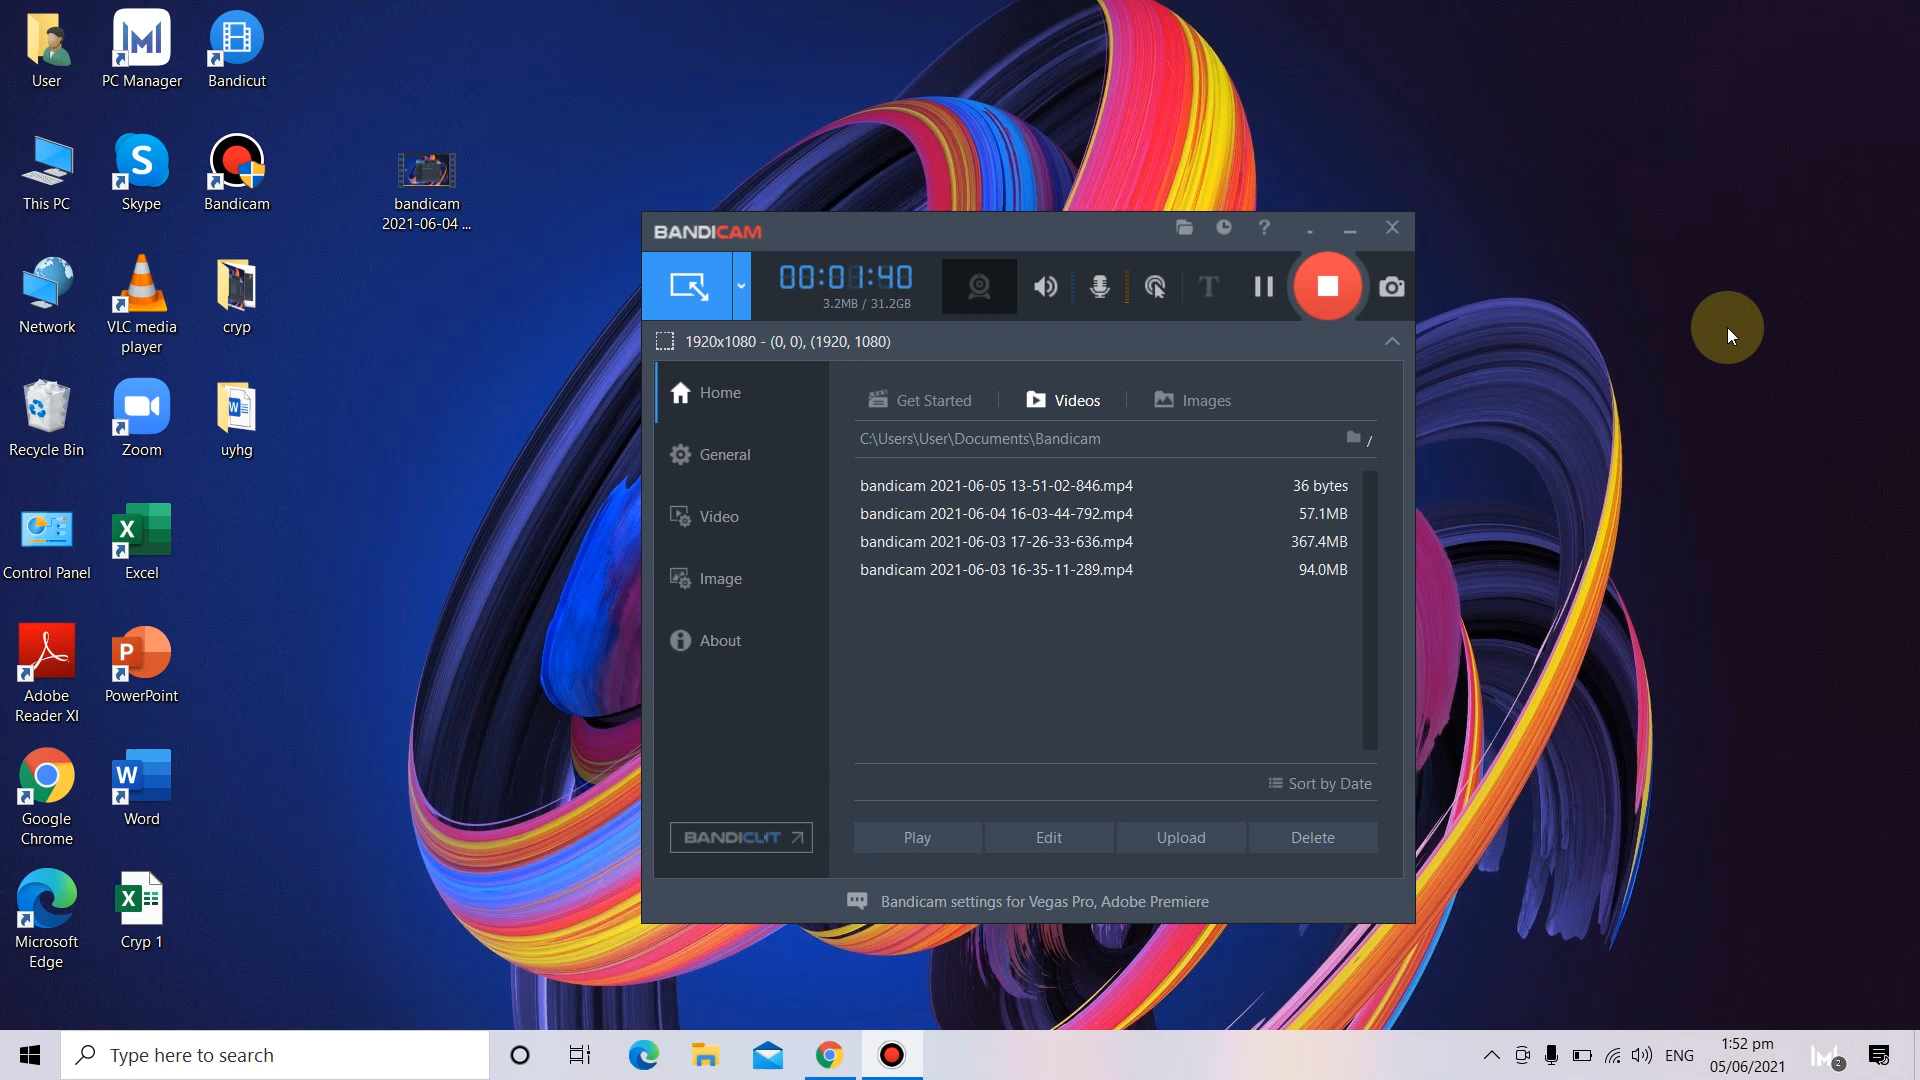 User
PC Manager
Bandicut
This PC
Skype
Bandicam
bandicam
2021-06-04 ...
Network
VLC media
player
cryp
Recycle Bin
Zoom
uyhg
Control Panel
Excel
Adobe
Reader XI
PowerPoint
Google
Chrome
Word
Microsoft
Edge
Cryp 1
BANDICAM
00:01:40
3.2MB / 31.2GB
1920x1080 - (0, 0), (1920, 1080)
Home
General
Video
Image
About
BANDICUT
Get Started
Videos
Images
C:\Users\User\Documents\Bandicam
bandicam 2021-06-05 13-51-02-846.mp4 36 bytes
bandicam 2021-06-04 16-03-44-792.mp4 57.1MB
bandicam 2021-06-03 17-26-33-636.mp4 367.4MB
bandicam 2021-06-03 16-35-11-289.mp4 94.0MB
Sort by Date
Play
Edit
Upload
Delete
Bandicam settings for Vegas Pro, Adobe Premiere
Type here to search
ENG
1:52 pm
05/06/2021
2